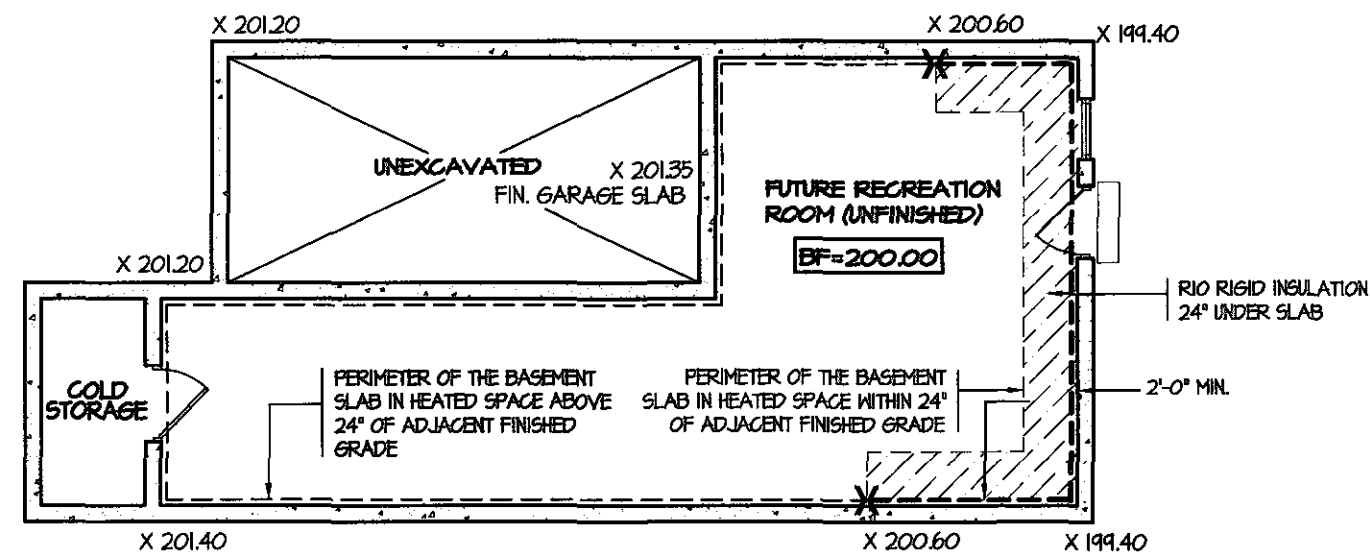 X 201.20
X 200.60
X 199.40
UNEXCAVATED
X 201.35
FIN. GARAGE SLAB
FUTURE RECREATION
ROOM (UNFINISHED)
BF=200.00
X 201.20
R10 RIGID INSULATION
24" UNDER SLAB
COLD
STORAGE
PERIMETER OF THE BASEMENT
SLAB IN HEATED SPACE ABOVE
24" OF ADJACENT FINISHED
GRADE
PERIMETER OF THE BASEMENT
SLAB IN HEATED SPACE WITHIN 24"
OF ADJACENT FINISHED GRADE
2'-0" MIN.
X 201.40
X 200.60
X 199.40